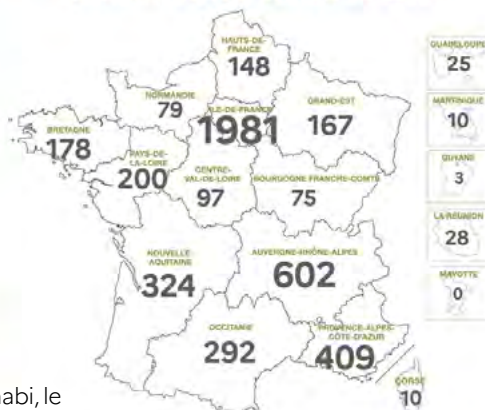 HAUTS-DE-
FRANCE
148
NORMANDIE
79
ILE-DE-FRANCE
1981
GRAND-EST
167
BRETAGNE
178
PAYS-DE-
LA-LOIRE
200
CENTRE-
VAL-DE-LOIRE
97
BOURGOGNE FRANCHE-COMTÉ
75
NOUVELLE
AQUITAINE
324
AUVERGNE-RHÔNE-ALPES
602
OCCITANIE
292
PROVENCE-ALPES-
CÔTE-D'AZUR
409
CORSE
10
GUADELOUPE
25
MARTINIQUE
10
GUYANE
3
LA RÉUNION
28
MAYOTTE
0
abi, le